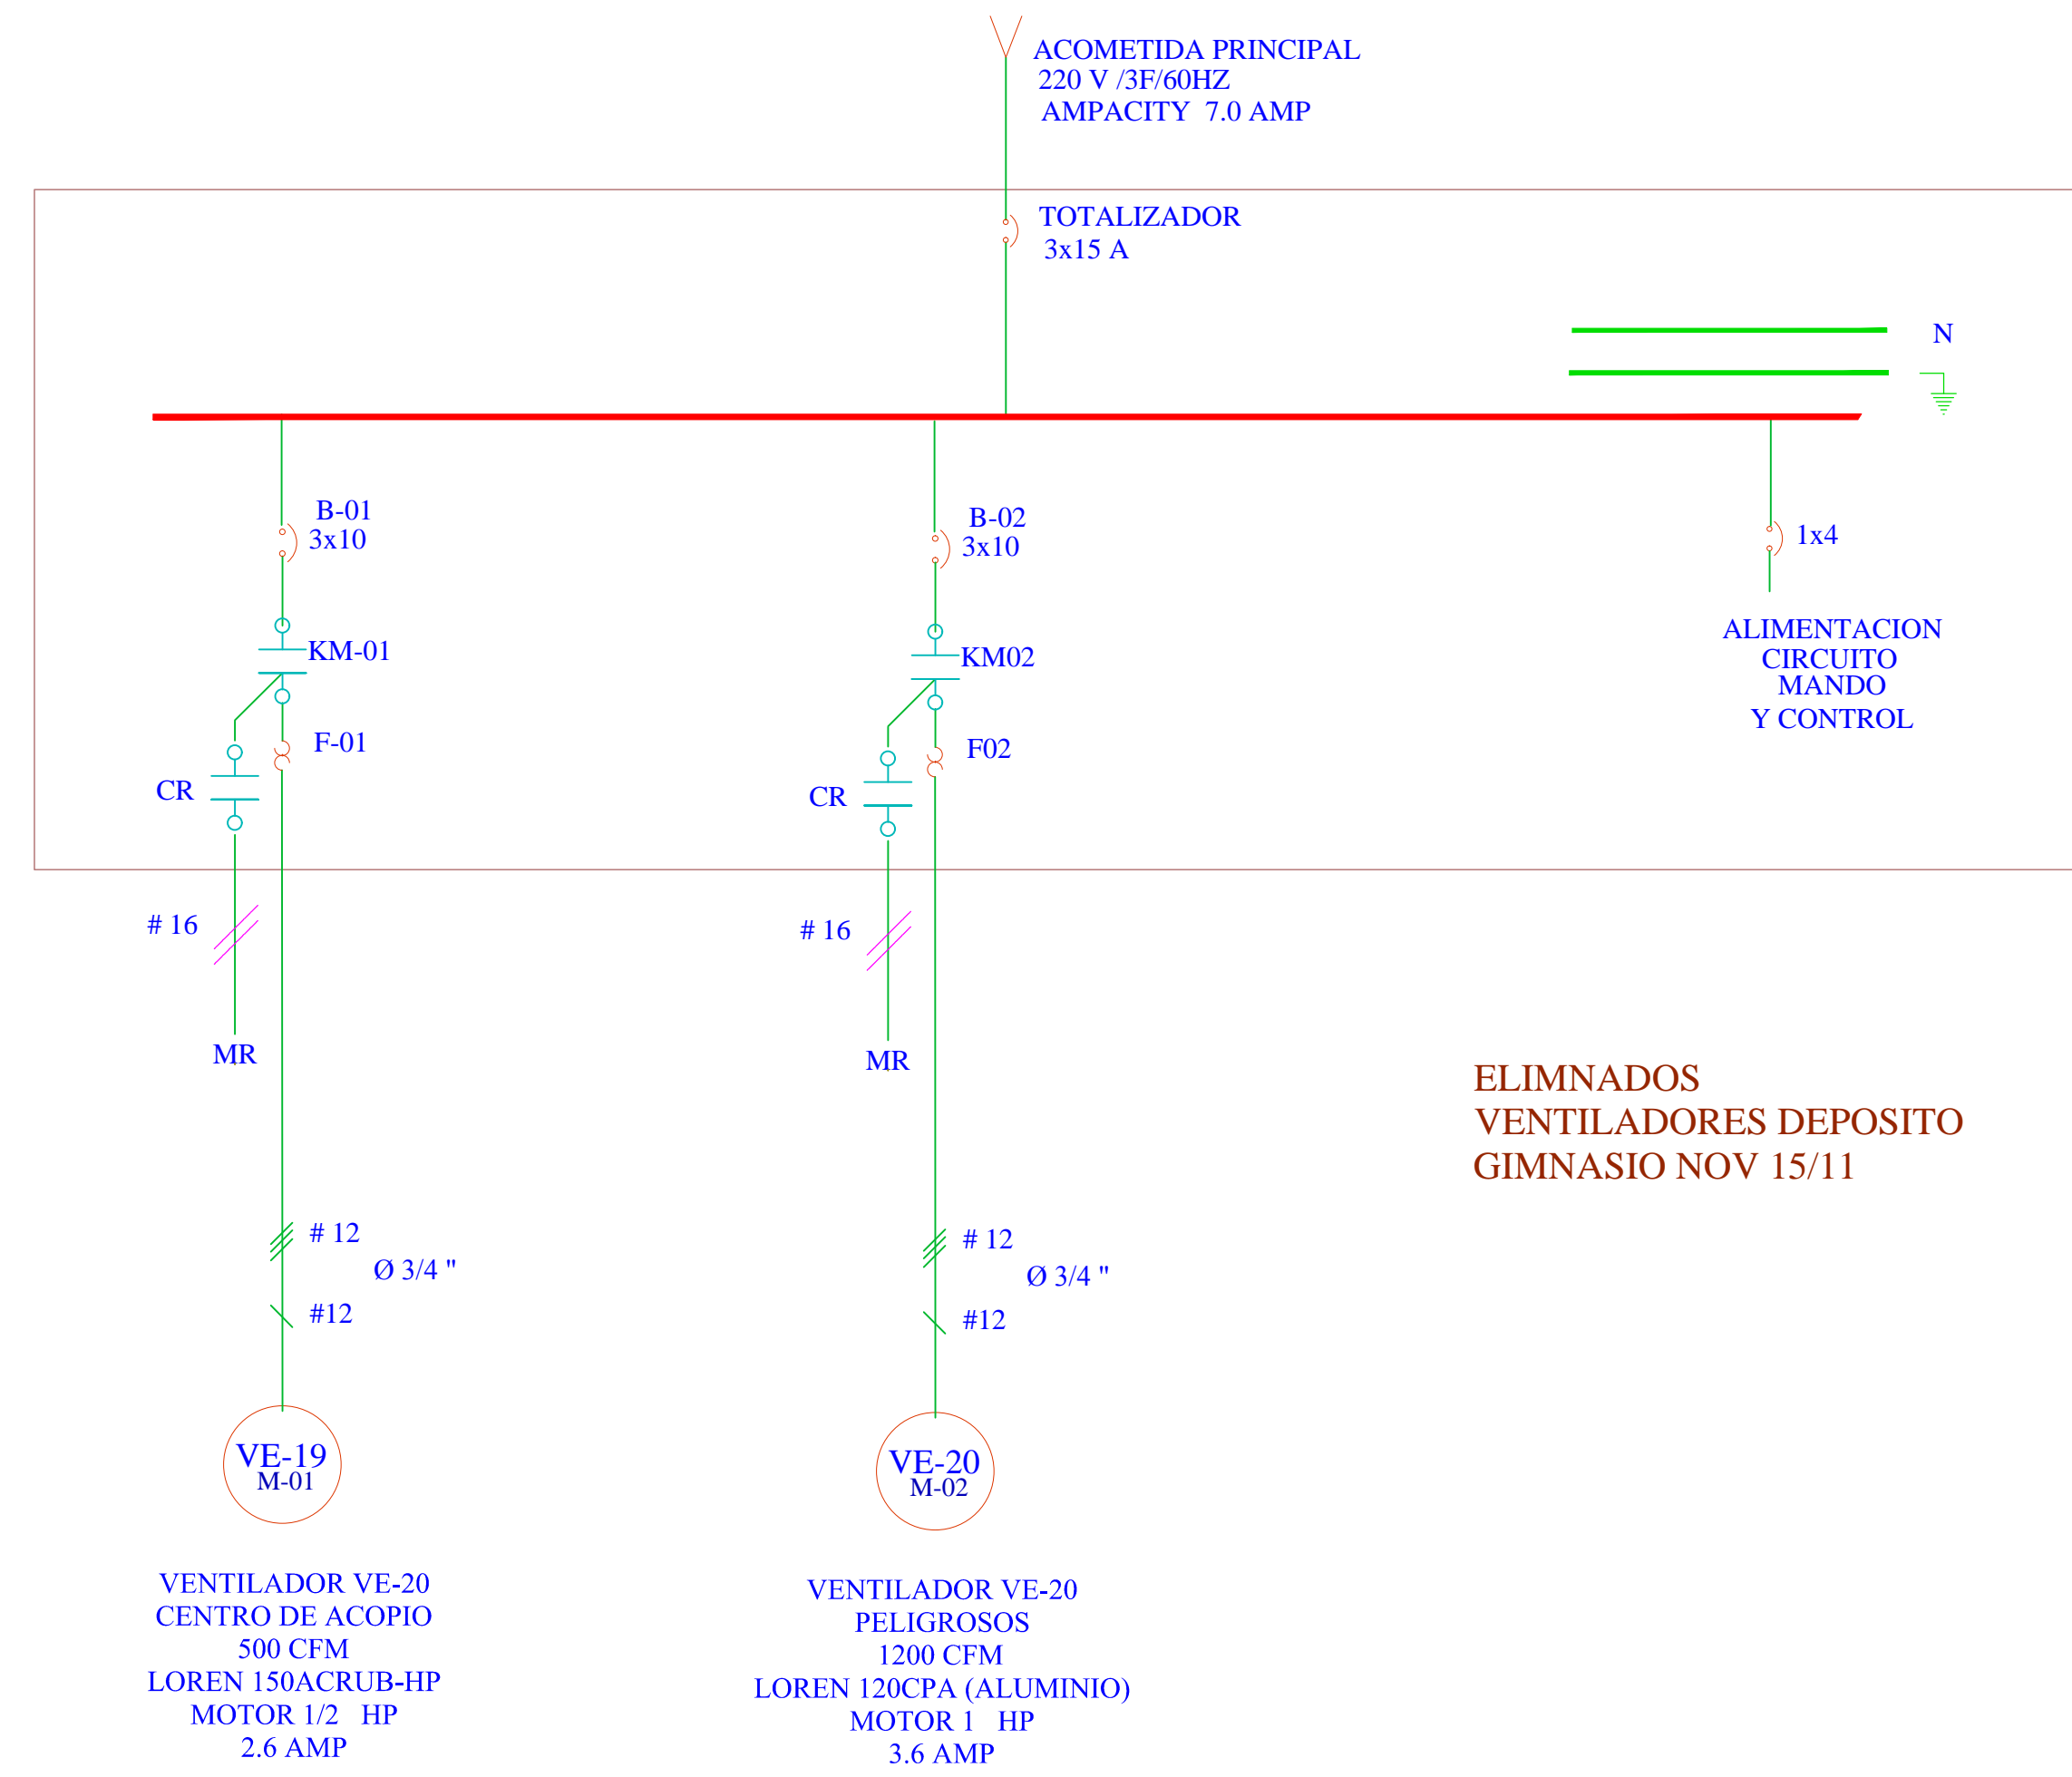 ACOMETIDA PRINCIPAL
220 V /3F/60HZ
AMPACITY 7.0 AMP
TOTALIZADOR
3x15 A
N
B-01
3x10
B-02
3x10
1x4
KM-01
KM02
ALIMENTACION
CIRCUITO
MANDO
Y CONTROL
F-01
F02
CR
CR
# 16
# 16
MR
MR
ELIMNADOS
VENTILADORES DEPOSITO
GIMNASIO NOV 15/11
# 12
Ø 3/4 "
#12
# 12
Ø 3/4 "
#12
VE-19
M-01
VE-20
M-02
VENTILADOR VE-20
CENTRO DE ACOPIO
500 CFM
LOREN 150ACRUB-HP
MOTOR 1/2 HP
2.6 AMP
VENTILADOR VE-20
PELIGROSOS
1200 CFM
LOREN 120CPA (ALUMINIO)
MOTOR 1 HP
3.6 AMP